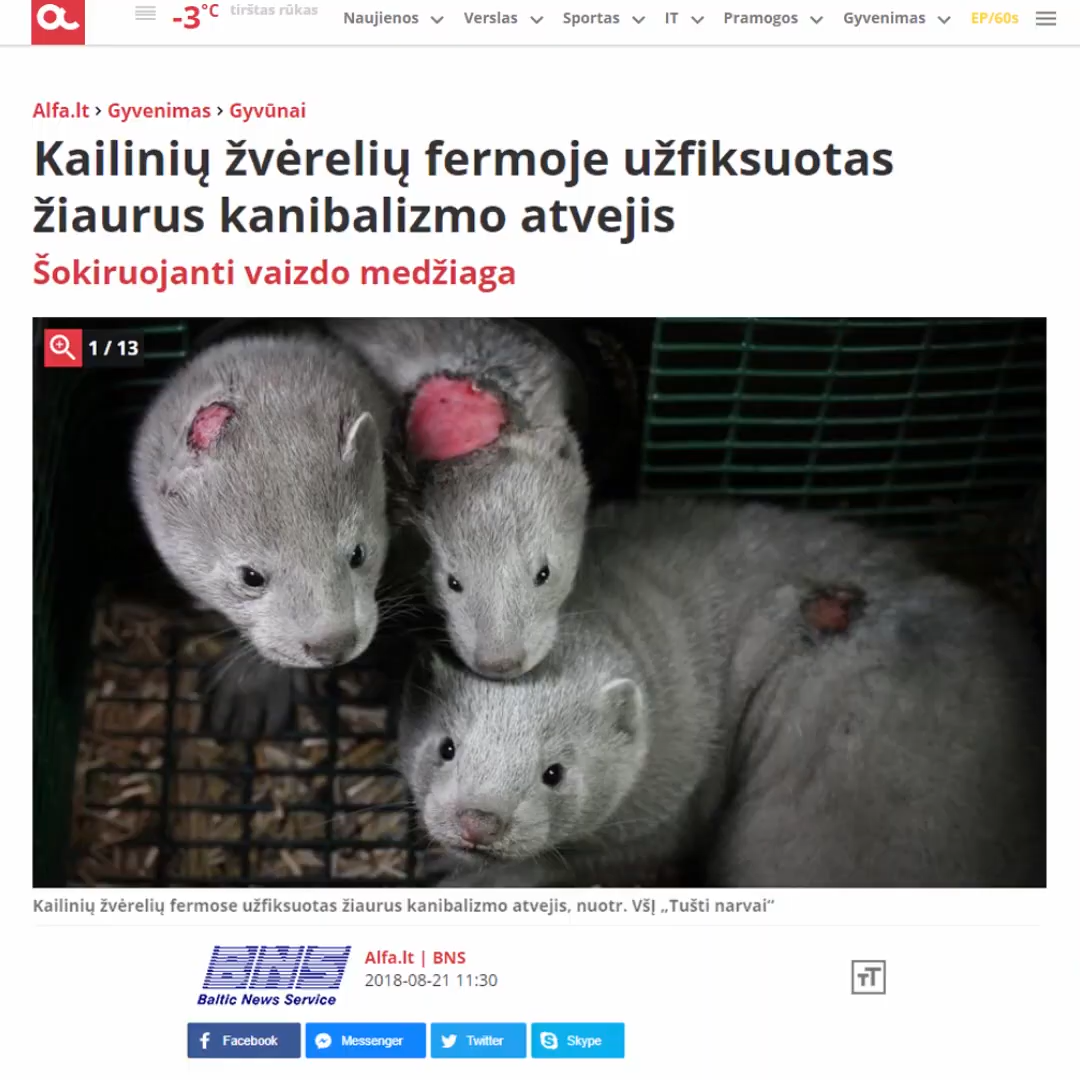 -3°C tirštas rūkas Naujienos Verslas Sportas IT Pramogos Gyvenimas EP/60s
Alfa.lt › Gyvenimas › Gyvūnai
Kailinių žvėrelių fermoje užfiksuotas
žiaurus kanibalizmo atvejis
Šokiruojanti vaizdo medžiaga
1 / 13
Kailinių žvėrelių fermose užfiksuotas žiaurus kanibalizmo atvejis, nuotr. VšĮ „Tušti narvai“
BNS
Baltic News Service
Alfa.lt | BNS
2018-08-21 11:30
TT
Facebook Messenger Twitter Skype